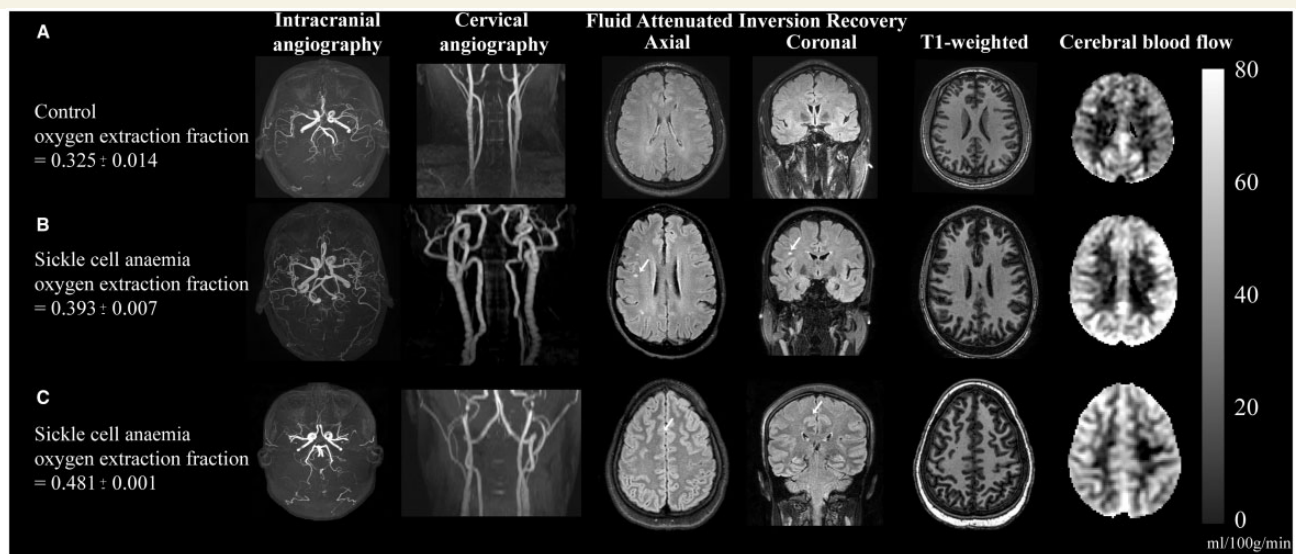 Intracranial
angiography
Cervical
angiography
Fluid Attenuated Inversion Recovery
Axial
Coronal
T1-weighted
Cerebral blood flow
A
Control
oxygen extraction fraction
= 0.325 ± 0.014
B
Sickle cell anaemia
oxygen extraction fraction
= 0.393 ± 0.007
C
Sickle cell anaemia
oxygen extraction fraction
= 0.481 ± 0.001
80
60
40
20
0
ml/100g/min